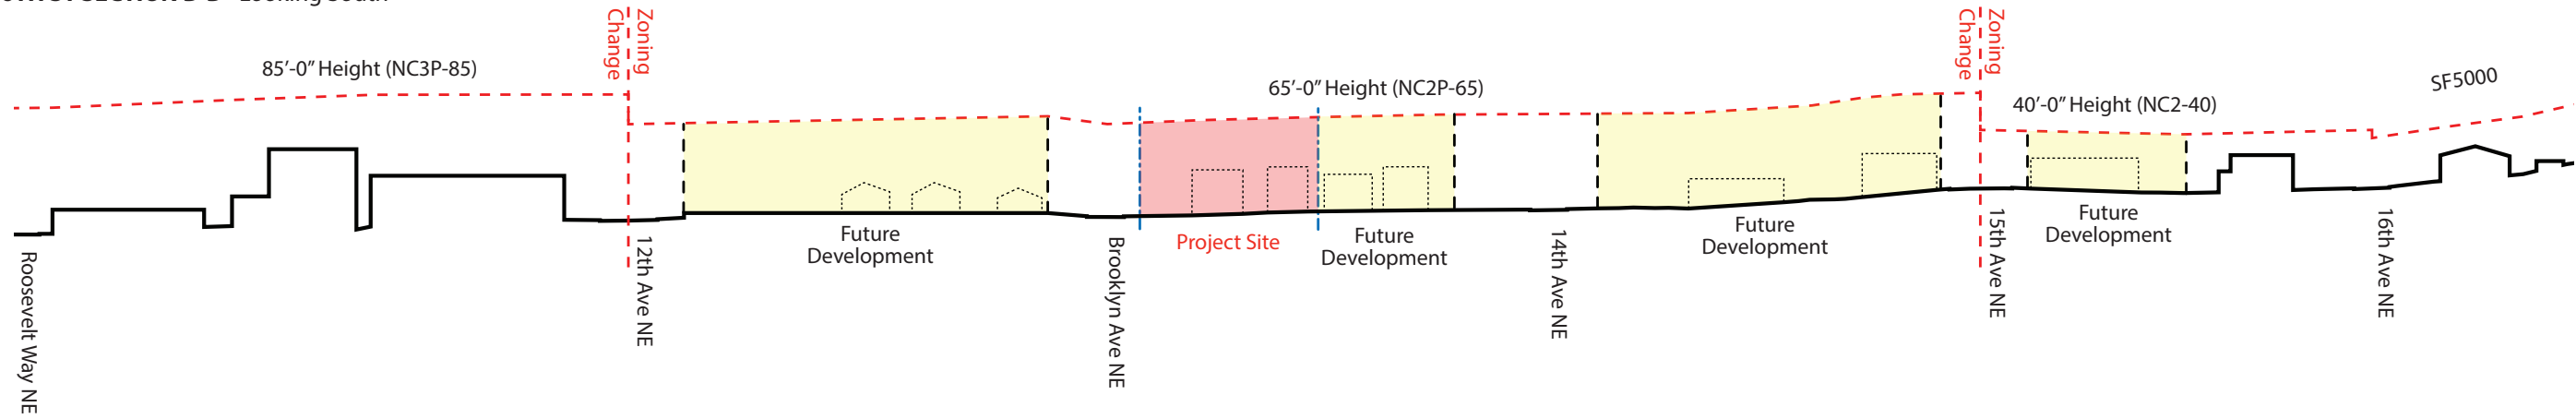 Looking South
Zoning
Change
Zoning
Change
85'-0" Height (NC3P-85)
65'-0" Height (NC2P-65)
40'-0" Height (NC2-40)
SF5000
Future
Development
Project Site
Future
Development
Future
Development
Future
Development
Roosevelt Way NE
12th Ave NE
Brooklyn Ave NE
14th Ave NE
15th Ave NE
16th Ave NE